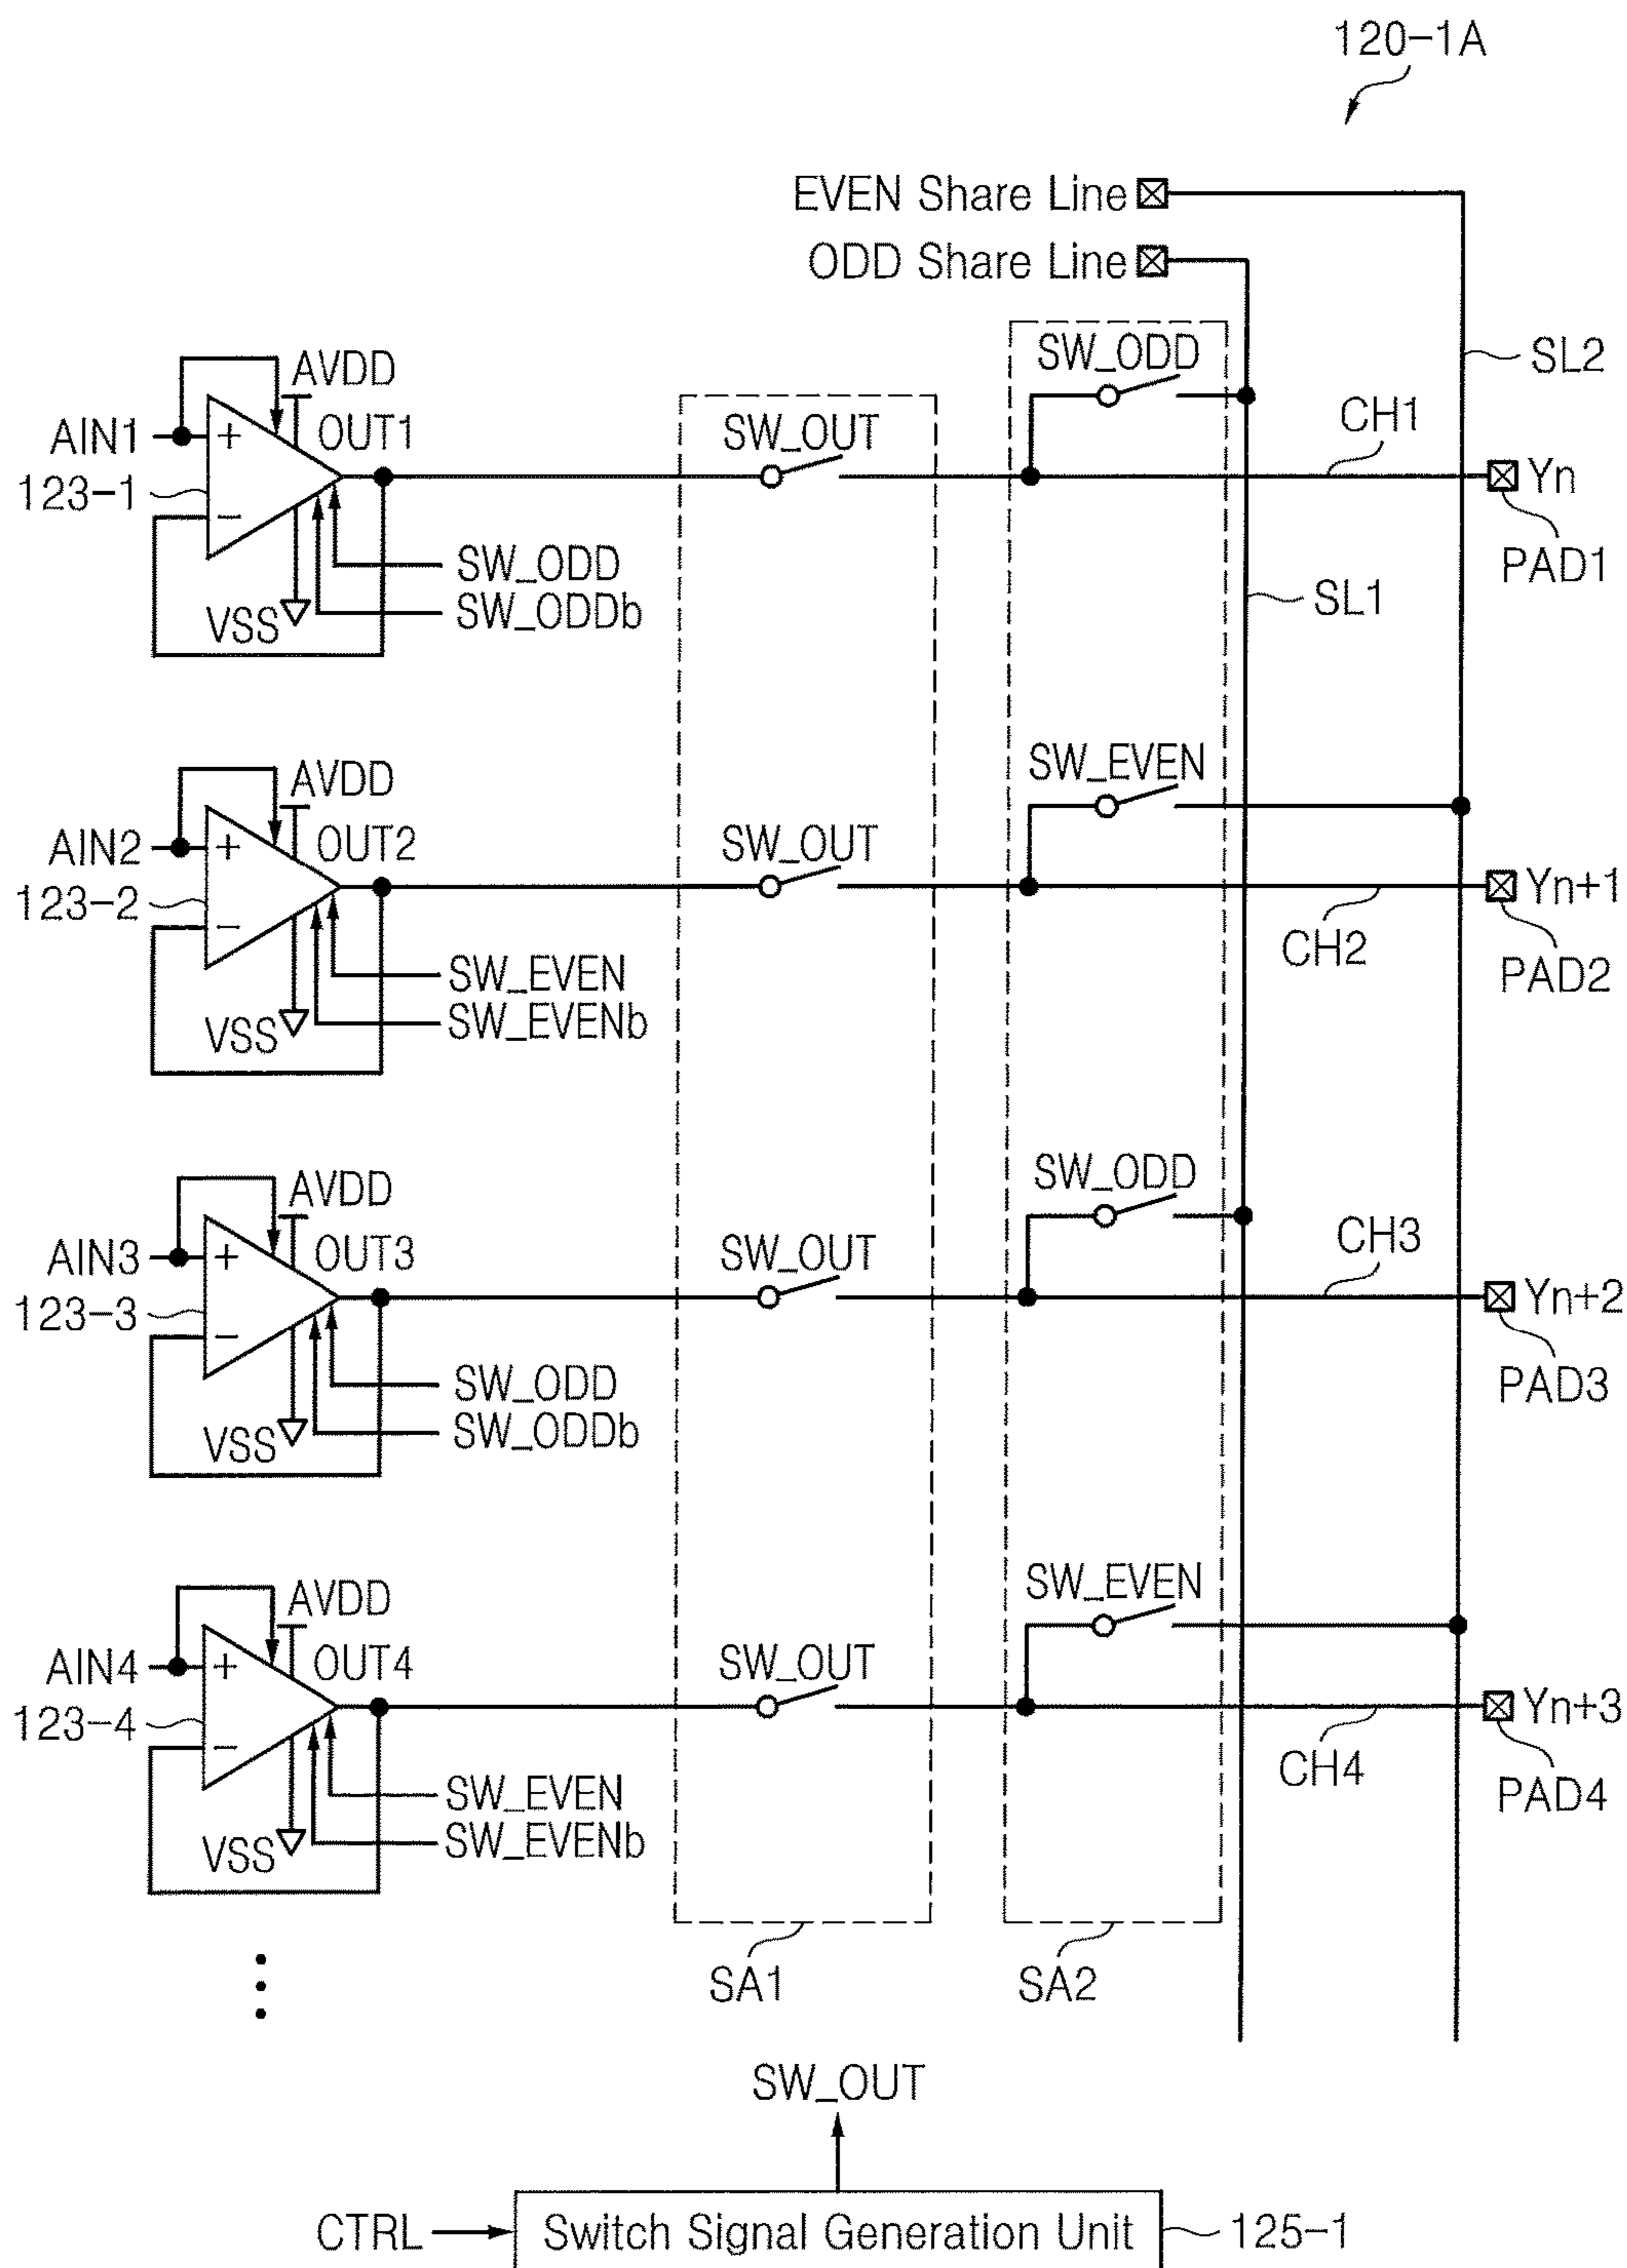 120-1A
EVEN Share Line
ODD Share Line
SW_ODD
SL2
AVDD
AIN1
+
OUT1
SW_OUT
CH1
Yn
123-1
−
PAD1
SW_ODD
SW_ODDb
VSS
SL1
SW_EVEN
AVDD
AIN2
+
OUT2
SW_OUT
Yn+1
123-2
−
CH2
PAD2
SW_EVEN
SW_EVENb
VSS
SW_ODD
AVDD
AIN3
+
OUT3
SW_OUT
CH3
Yn+2
123-3
−
PAD3
SW_ODD
SW_ODDb
VSS
SW_EVEN
AVDD
AIN4
+
OUT4
SW_OUT
Yn+3
123-4
−
CH4
PAD4
SW_EVEN
SW_EVENb
VSS
SA1
SA2
SW_OUT
CTRL
Switch Signal Generation Unit
125-1